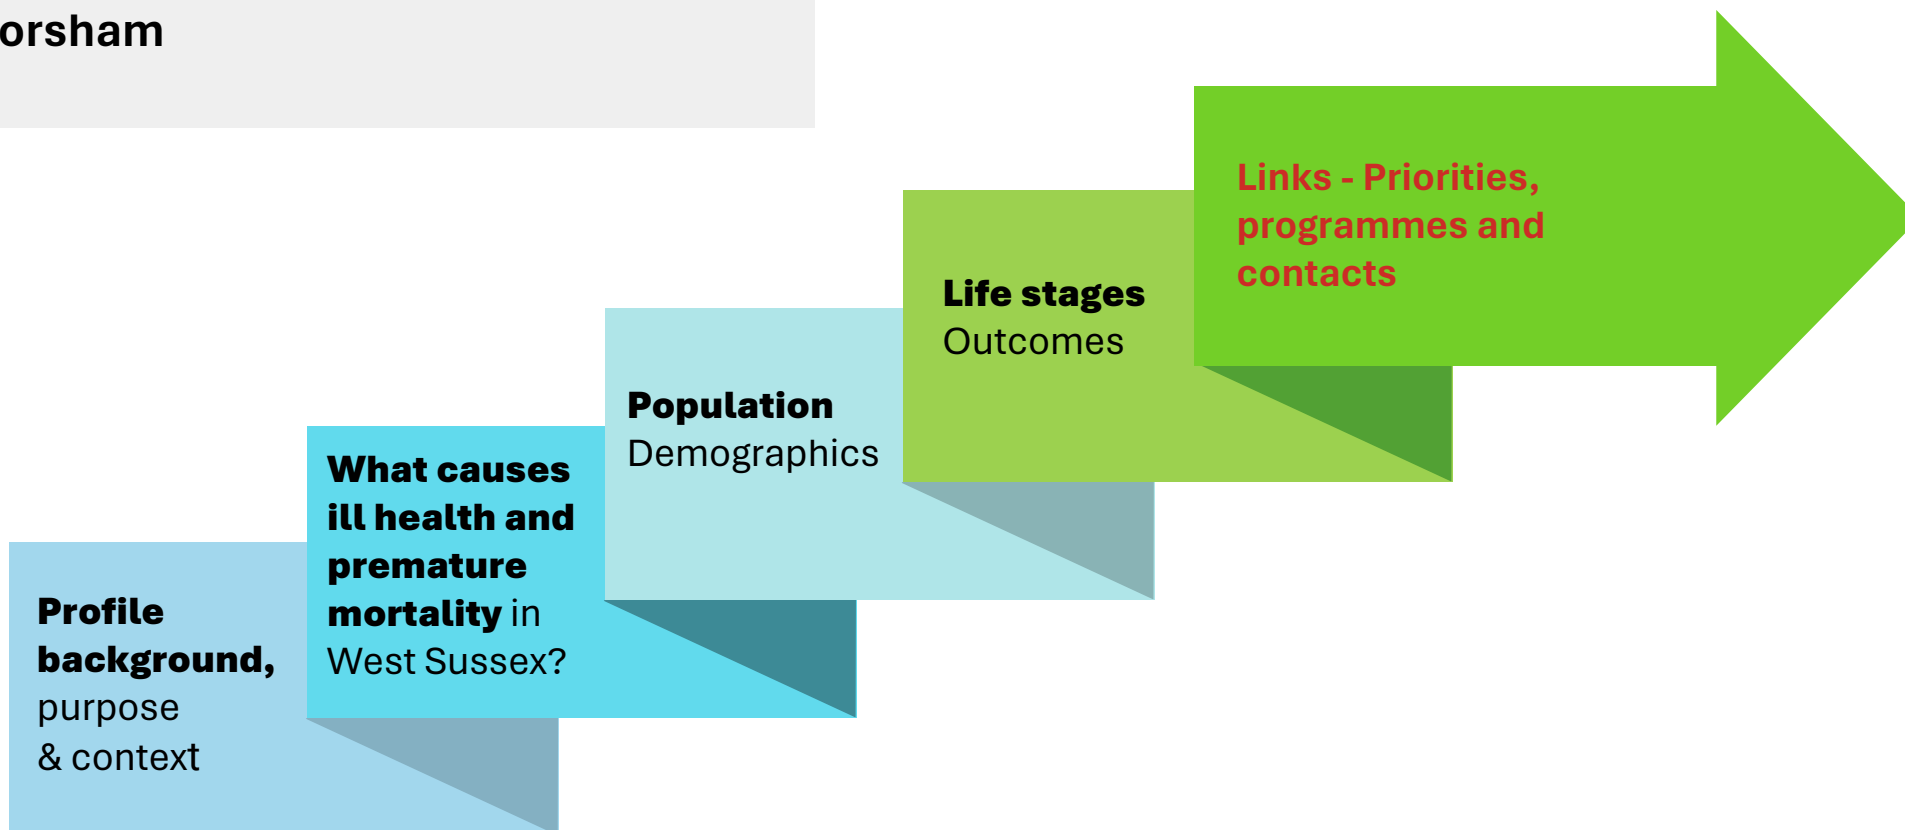 orsham
Profile
background,
purpose
& context
What causes
ill health and
premature
mortality in
West Sussex?
Population
Demographics
Life stages
Outcomes
Links - Priorities,
programmes and
contacts